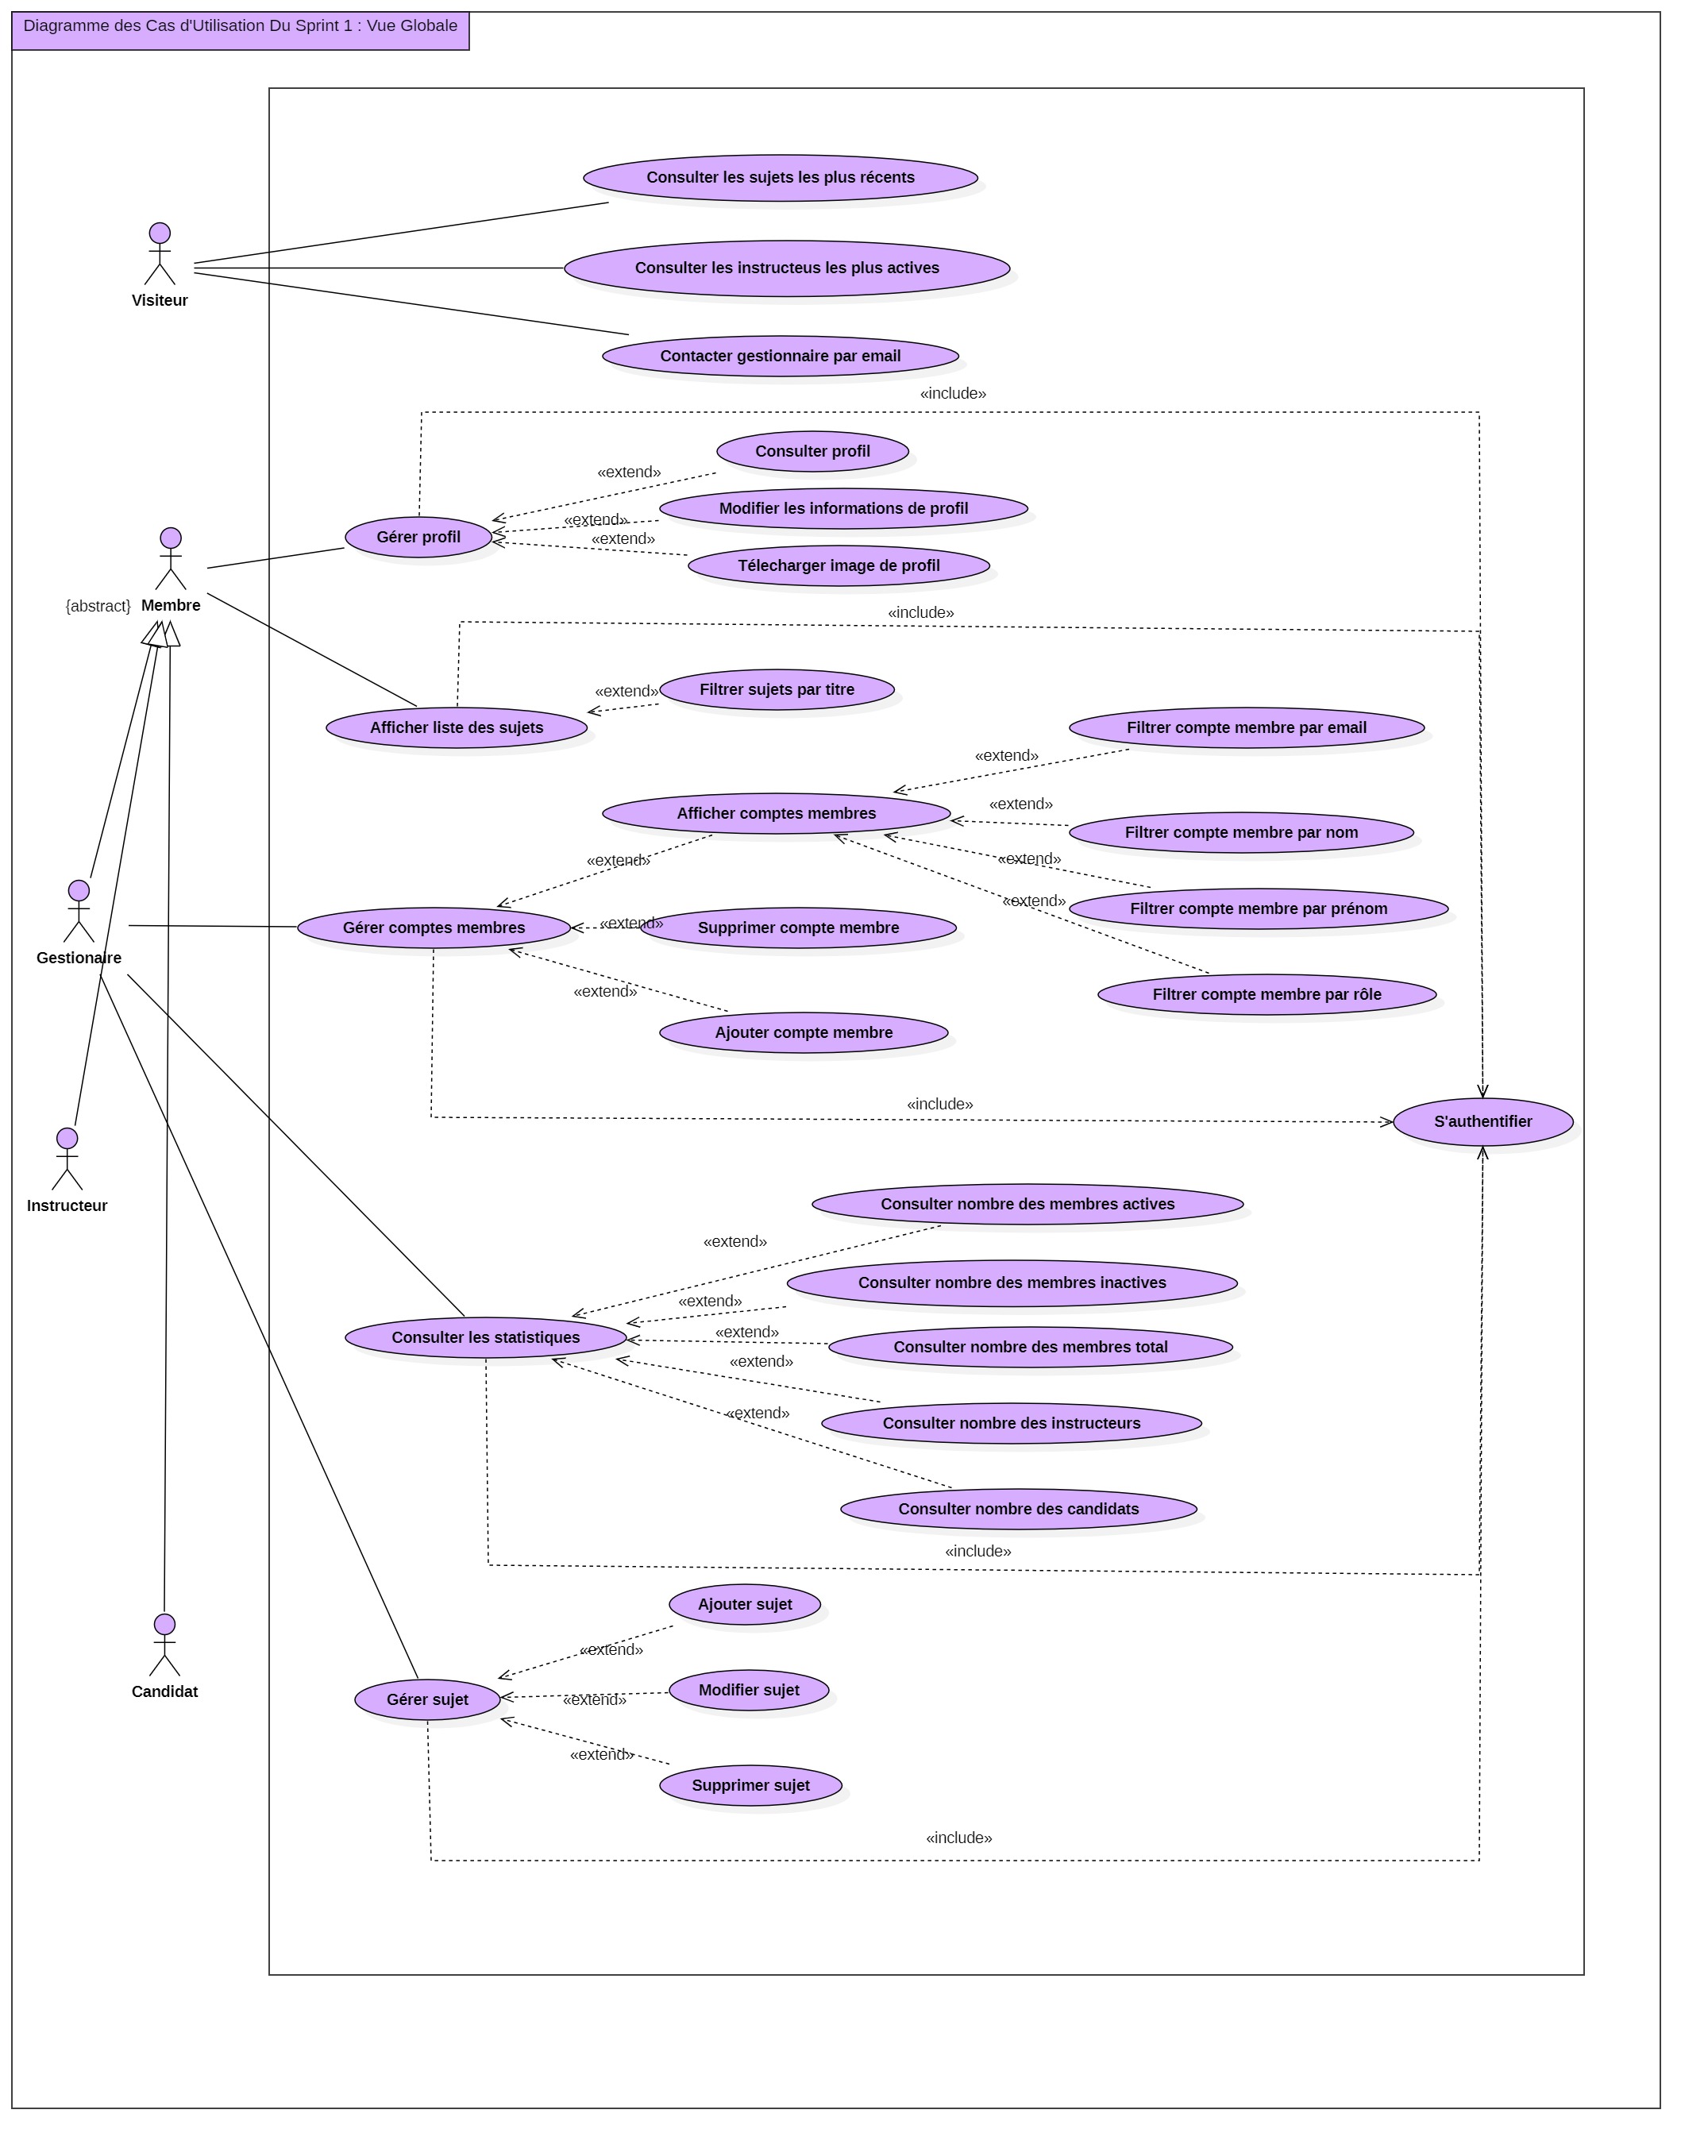 Diagramme des Cas d'Utilisation Du Sprint 1 : Vue Globale
Consulter les sujets les plus récents
Visiteur
Consulter les instructeus les plus actives
Contacter gestionnaire par email
«include»
Consulter profil
«extend»
Modifier les informations de profil
«extend»
Gérer profil
«extend»
Télecharger image de profil
{abstract}
Membre
«include»
Filtrer sujets par titre
«extend»
Afficher liste des sujets
Filtrer compte membre par email
«extend»
Afficher comptes membres
«extend»
Filtrer compte membre par nom
«extend»
«extend»
Filtrer compte membre par prénom
«extend»
Gestionaire
Gérer comptes membres
«extend»
Supprimer compte membre
Filtrer compte membre par rôle
«extend»
Ajouter compte membre
«include»
S'authentifier
Instructeur
Consulter nombre des membres actives
«extend»
Consulter nombre des membres inactives
«extend»
Consulter les statistiques
«extend»
Consulter nombre des membres total
«extend»
Consulter nombre des instructeurs
«extend»
Consulter nombre des candidats
«include»
Ajouter sujet
«extend»
Candidat
Gérer sujet
Modifier sujet
«extend»
«extend»
Supprimer sujet
«include»